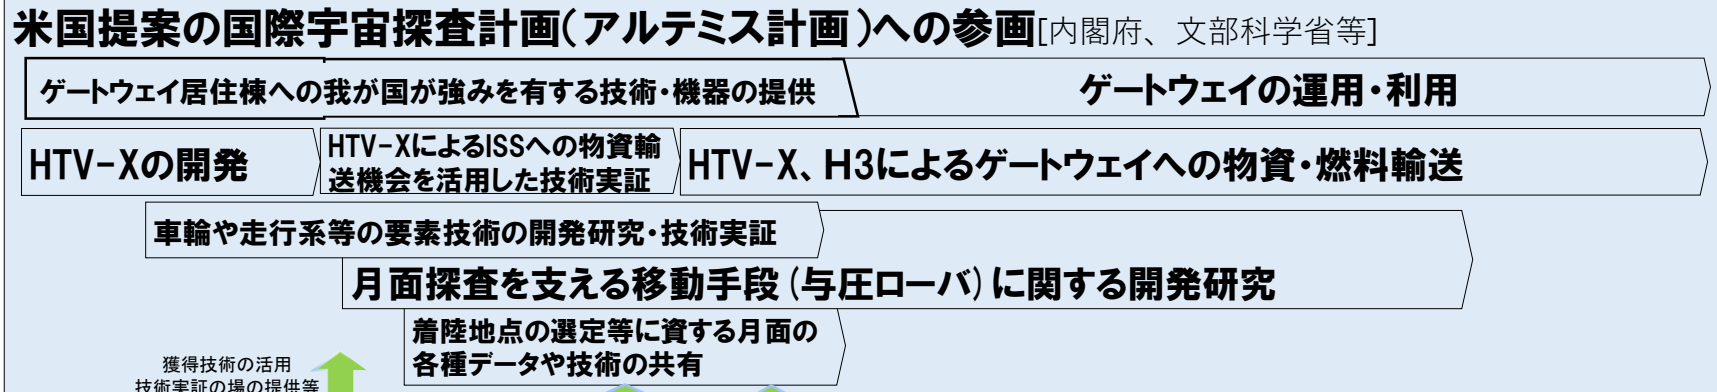 米国提案の国際宇宙探査計画(アルテミス計画)への参画[内閣府、文部科学省等]
ゲートウェイ居住棟への我が国が強みを有する技術・機器の提供
ゲートウェイの運用・利用
HTV-Xの開発
HTV-XによるISSへの物資輸
送機会を活用した技術実証
HTV-X、H3によるゲートウェイへの物資・燃料輸送
車輪や走行系等の要素技術の開発研究・技術実証
月面探査を支える移動手段(与圧ローバ)に関する開発研究
着陸地点の選定等に資する月面の
各種データや技術の共有
獲得技術の活用
技術実証の場の提供等